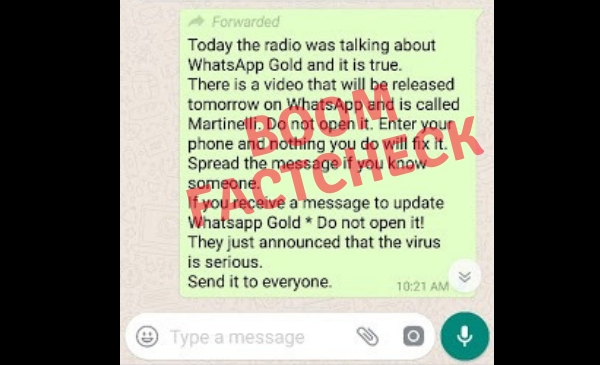 Forwarded
Today the radio was talking about
WhatsApp Gold and it is true.
There is a video that will be released
tomorrow on WhatsApp and is called
Martinelli. Do not open it. Enter your
phone and nothing you do will fix it.
Spread the message if you know
someone.
If you receive a message to update
Whatsapp Gold * Do not open it!
They just announced that the virus
is serious.
Send it to everyone.
10:21 AM
BOOM
FACTCHECK
Type a message